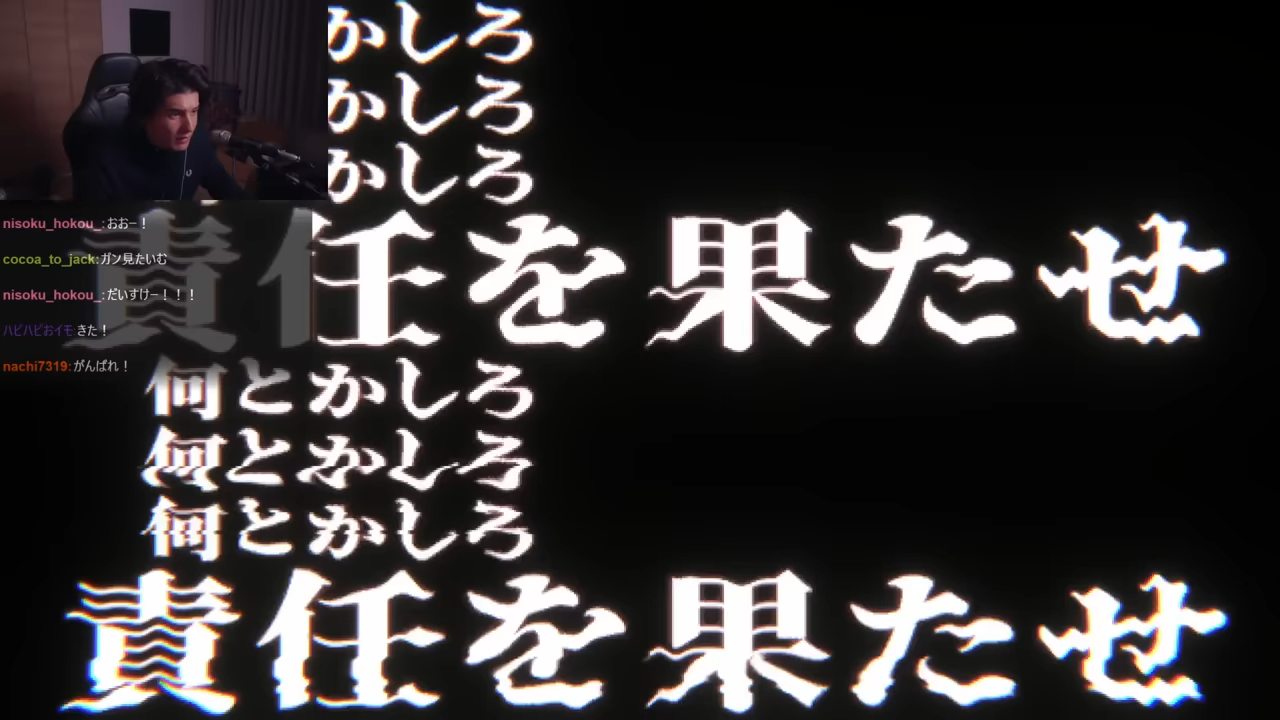 かしろ
かしろ
かしろ
責任を果たせ
nisoku_hokou_:おおー！
cocoa_to_jack:ガン見たいむ
nisoku_hokou_:だいすけー！！！
ハピハピおイモ:きた！
nachi7319:がんばれ！
何とかしろ
何とかしろ
何とかしろ
責任を果たせ